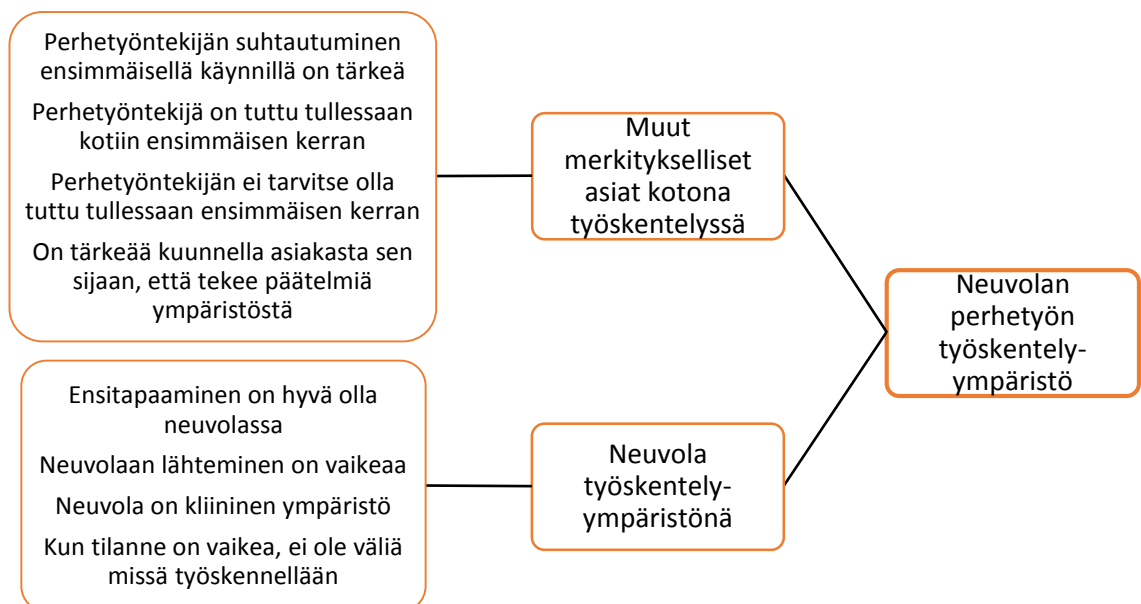 Perhetyöntekijän suhtautuminen
ensimmäisellä käynnillä on tärkeä
Perhetyöntekijä on tuttu tullessaan
kotiin ensimmäisen kerran
Perhetyöntekijän ei tarvitse olla
tuttu tullessaan ensimmäisen kerran
On tärkeää kuunnella asiakasta sen
sijaan, että tekee päätelmiä
ympäristöstä
Muut
merkitykselliset
asiat kotona
työskentelyssä
Neuvolan
perhetyön
työskentely-
ympäristö
Ensitapaaminen on hyvä olla
neuvolassa
Neuvolaan lähteminen on vaikeaa
Neuvola on kliininen ympäristö
Kun tilanne on vaikea, ei ole väliä
missä työskennellään
Neuvola
työskentely-
ympäristönä